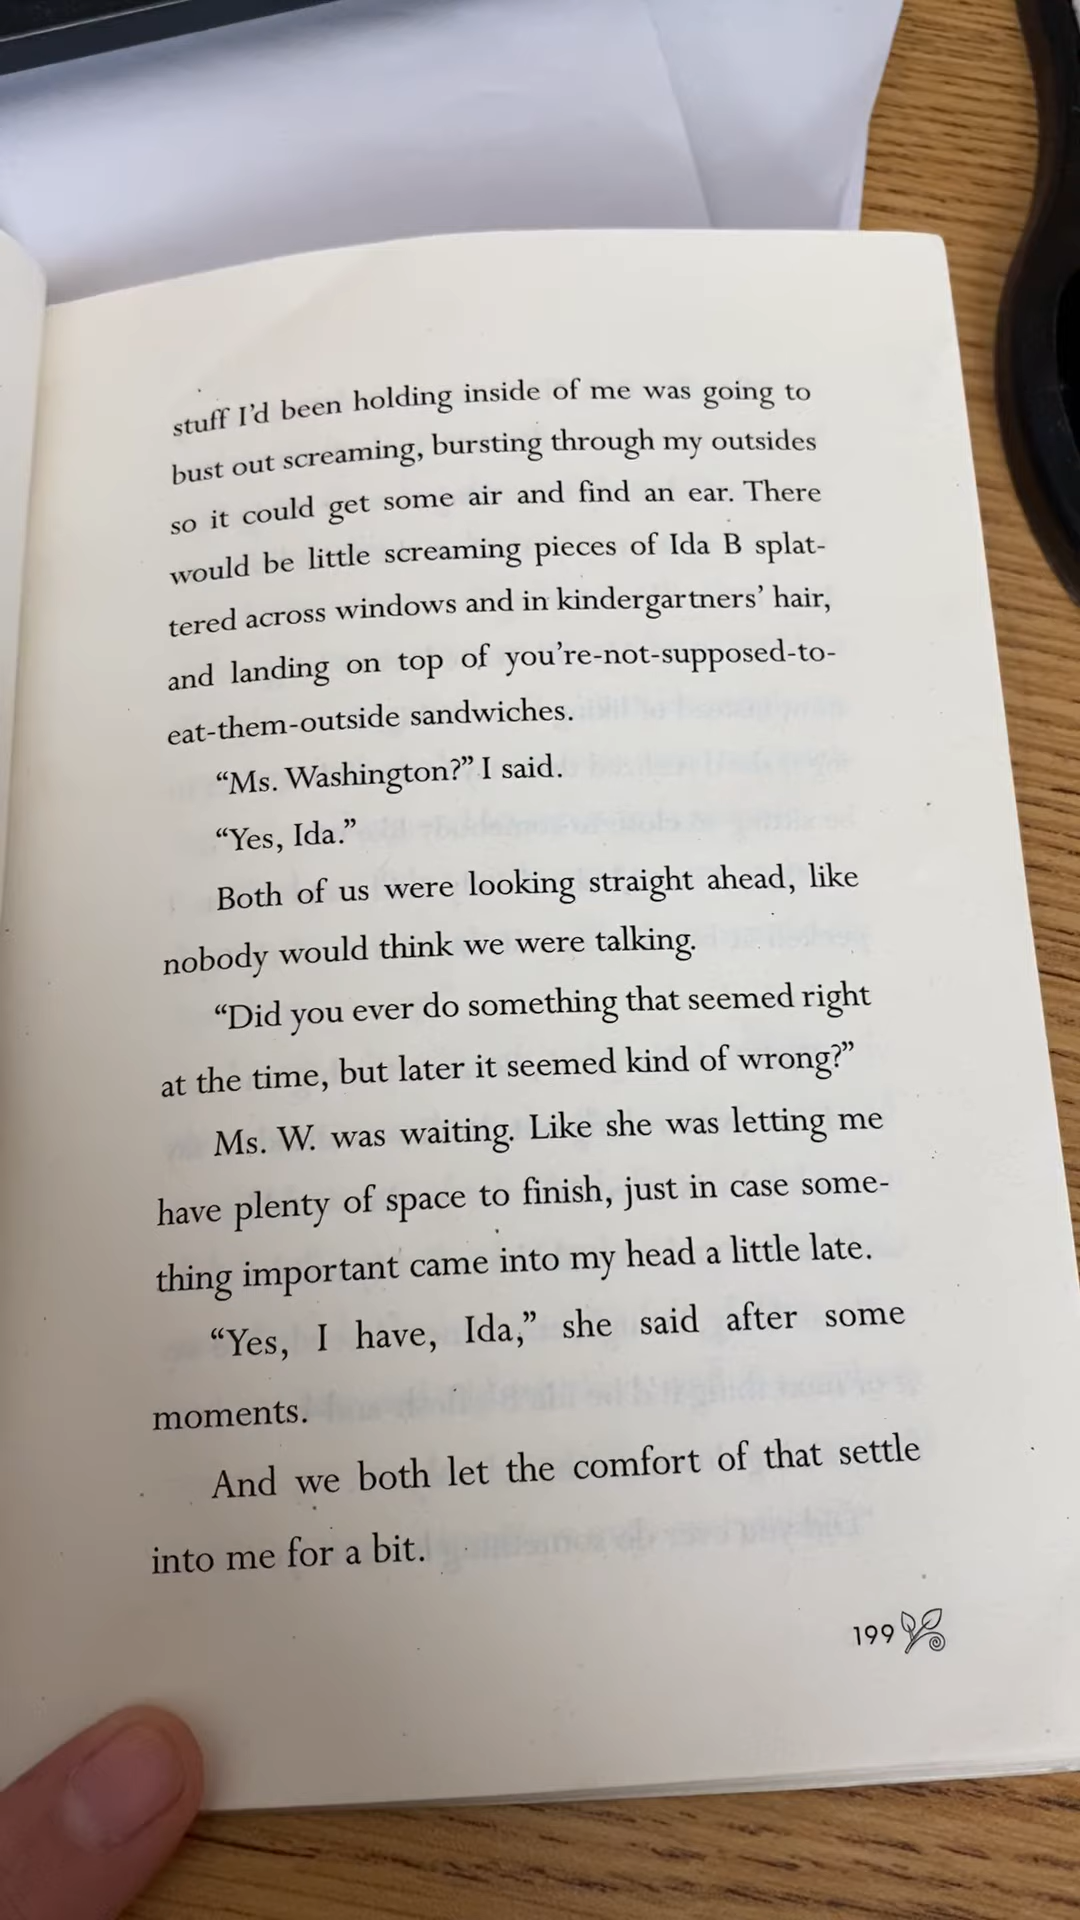 stuff I’d been holding inside of me was going to
bust out screaming, bursting through my outsides
so it could get some air and find an ear. There
would be little screaming pieces of Ida B splat-
tered across windows and in kindergartners’ hair,
and landing on top of you’re-not-supposed-to-
eat-them-outside sandwiches.
“Ms. Washington?” I said.
“Yes, Ida.”
Both of us were looking straight ahead, like
nobody would think we were talking.
“Did you ever do something that seemed right
at the time, but later it seemed kind of wrong?”
Ms. W. was waiting. Like she was letting me
have plenty of space to finish, just in case some-
thing important came into my head a little late.
“Yes, I have, Ida,” she said after some
moments.
And we both let the comfort of that settle
into me for a bit.
199